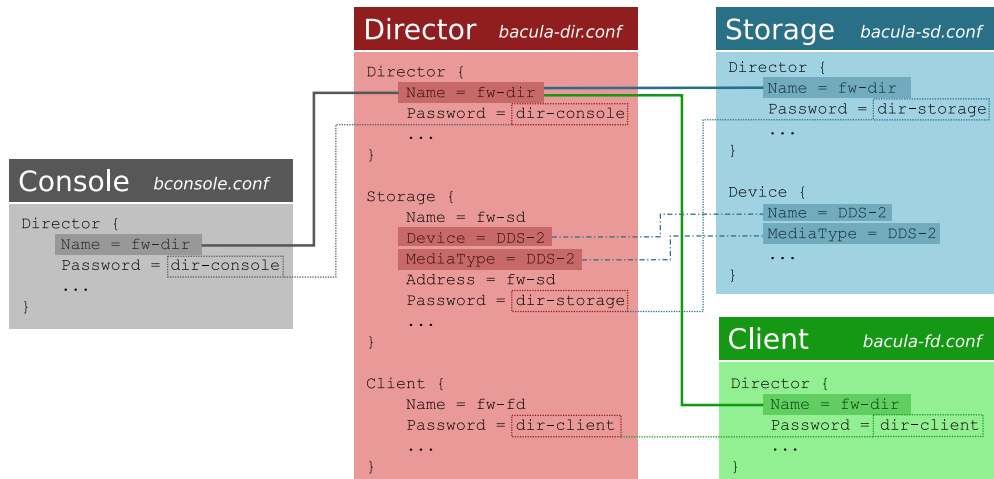 Console bconsole.conf
Director {
    Name = fw-dir
    Password = dir-console
    ...
}
Director bacula-dir.conf
Director {
    Name = fw-dir
    Password = dir-console
    ...
}
Storage {
    Name = fw-sd
    Device = DDS-2
    MediaType = DDS-2
    Address = fw-sd
    Password = dir-storage
    ...
}
Client {
    Name = fw-fd
    Password = dir-client
    ...
}
Storage bacula-sd.conf
Director {
    Name = fw-dir
    Password = dir-storage
    ...
}
Device {
    Name = DDS-2
    MediaType = DDS-2
    ...
}
Client bacula-fd.conf
Director {
    Name = fw-dir
    Password = dir-client
    ...
}